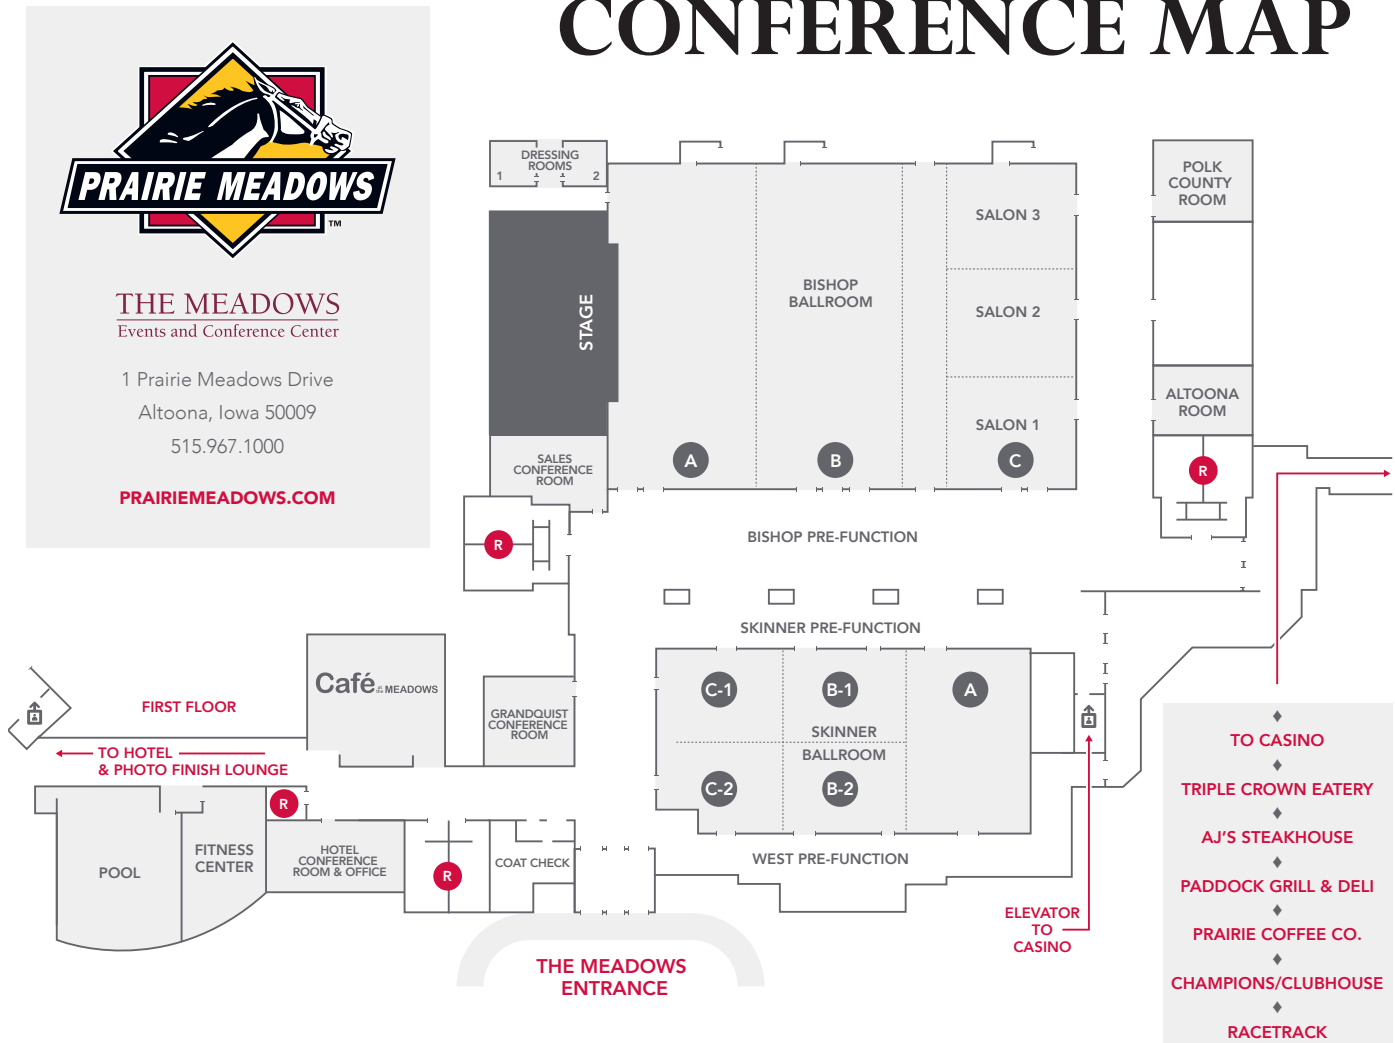 CONFERENCE MAP
PRAIRIE MEADOWS
TM
THE MEADOWS
Events and Conference Center
1 Prairie Meadows Drive
Altoona, Iowa 50009
515.967.1000
PRAIRIEMEADOWS.COM
DRESSING
ROOMS
1
2
STAGE
SALES
CONFERENCE
ROOM
R
BISHOP
BALLROOM
SALON 3
SALON 2
SALON 1
A
B
C
POLK
COUNTY
ROOM
ALTOONA
ROOM
R
BISHOP PRE-FUNCTION
SKINNER PRE-FUNCTION
C-1
B-1
A
SKINNER
BALLROOM
C-2
B-2
WEST PRE-FUNCTION
FIRST FLOOR
TO HOTEL
& PHOTO FINISH LOUNGE
Café
MEADOWS
GRANDQUIST
CONFERENCE
ROOM
R
POOL
FITNESS
CENTER
HOTEL
CONFERENCE
ROOM & OFFICE
R
COAT CHECK
THE MEADOWS
ENTRANCE
ELEVATOR
TO
CASINO
TO CASINO
TRIPLE CROWN EATERY
AJ'S STEAKHOUSE
PADDOCK GRILL & DELI
PRAIRIE COFFEE CO.
CHAMPIONS/CLUBHOUSE
RACETRACK